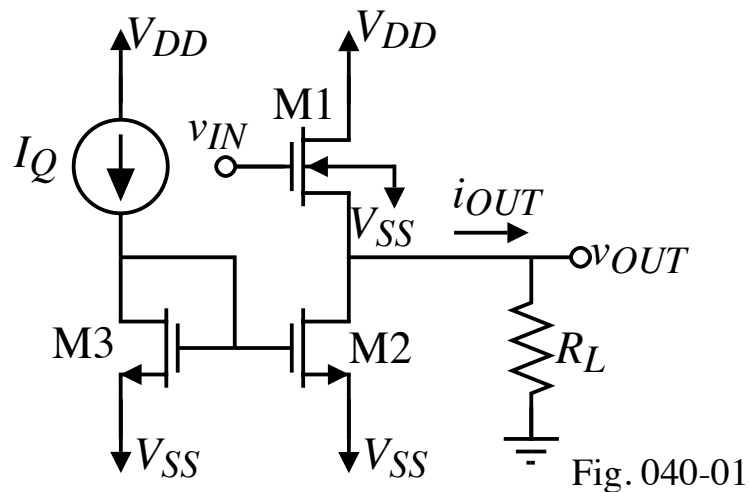 VDD
VDD
M1
vIN
IQ
iOUT
VSS
vOUT
M3
M2
RL
VSS
VSS
Fig. 040-01